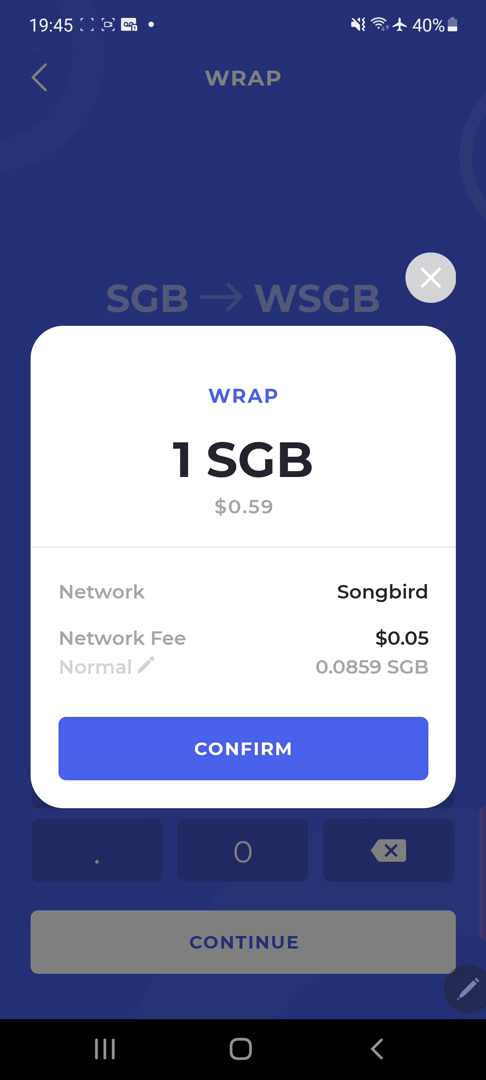 19:45
40%
WRAP
SGB → WSGB
WRAP
1 SGB
$0.59
Network Songbird
Network Fee $0.05
Normal 0.0859 SGB
CONFIRM
. 0
CONTINUE